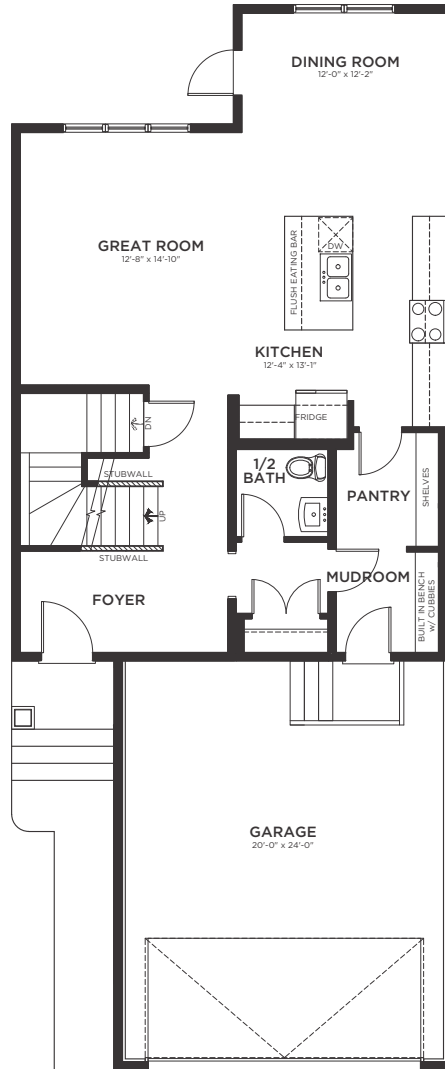 DINING ROOM
12'-0" x 12'-2"
GREAT ROOM
12'-8" x 14'-10"
FLUSH EATING BAR
DW
KITCHEN
12'-4" x 13'-1"
FRIDGE
DN
STUBWALL
1/2
BATH
PANTRY
SHELVES
UP
STUBWALL
FOYER
MUDROOM
BUILT IN BENCH
w/ CUBBIES
GARAGE
20'-0" x 24'-0"